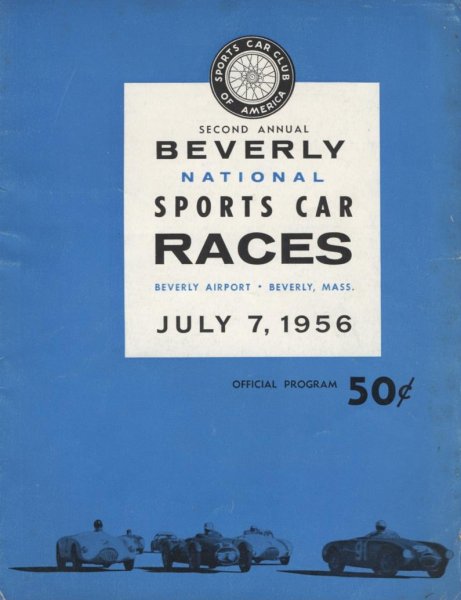 SPORTS CAR CLUB
OF AMERICA
SECOND ANNUAL
BEVERLY
NATIONAL
SPORTS CAR
RACES
BEVERLY AIRPORT • BEVERLY, MASS.
JULY 7, 1956
OFFICIAL PROGRAM 50¢